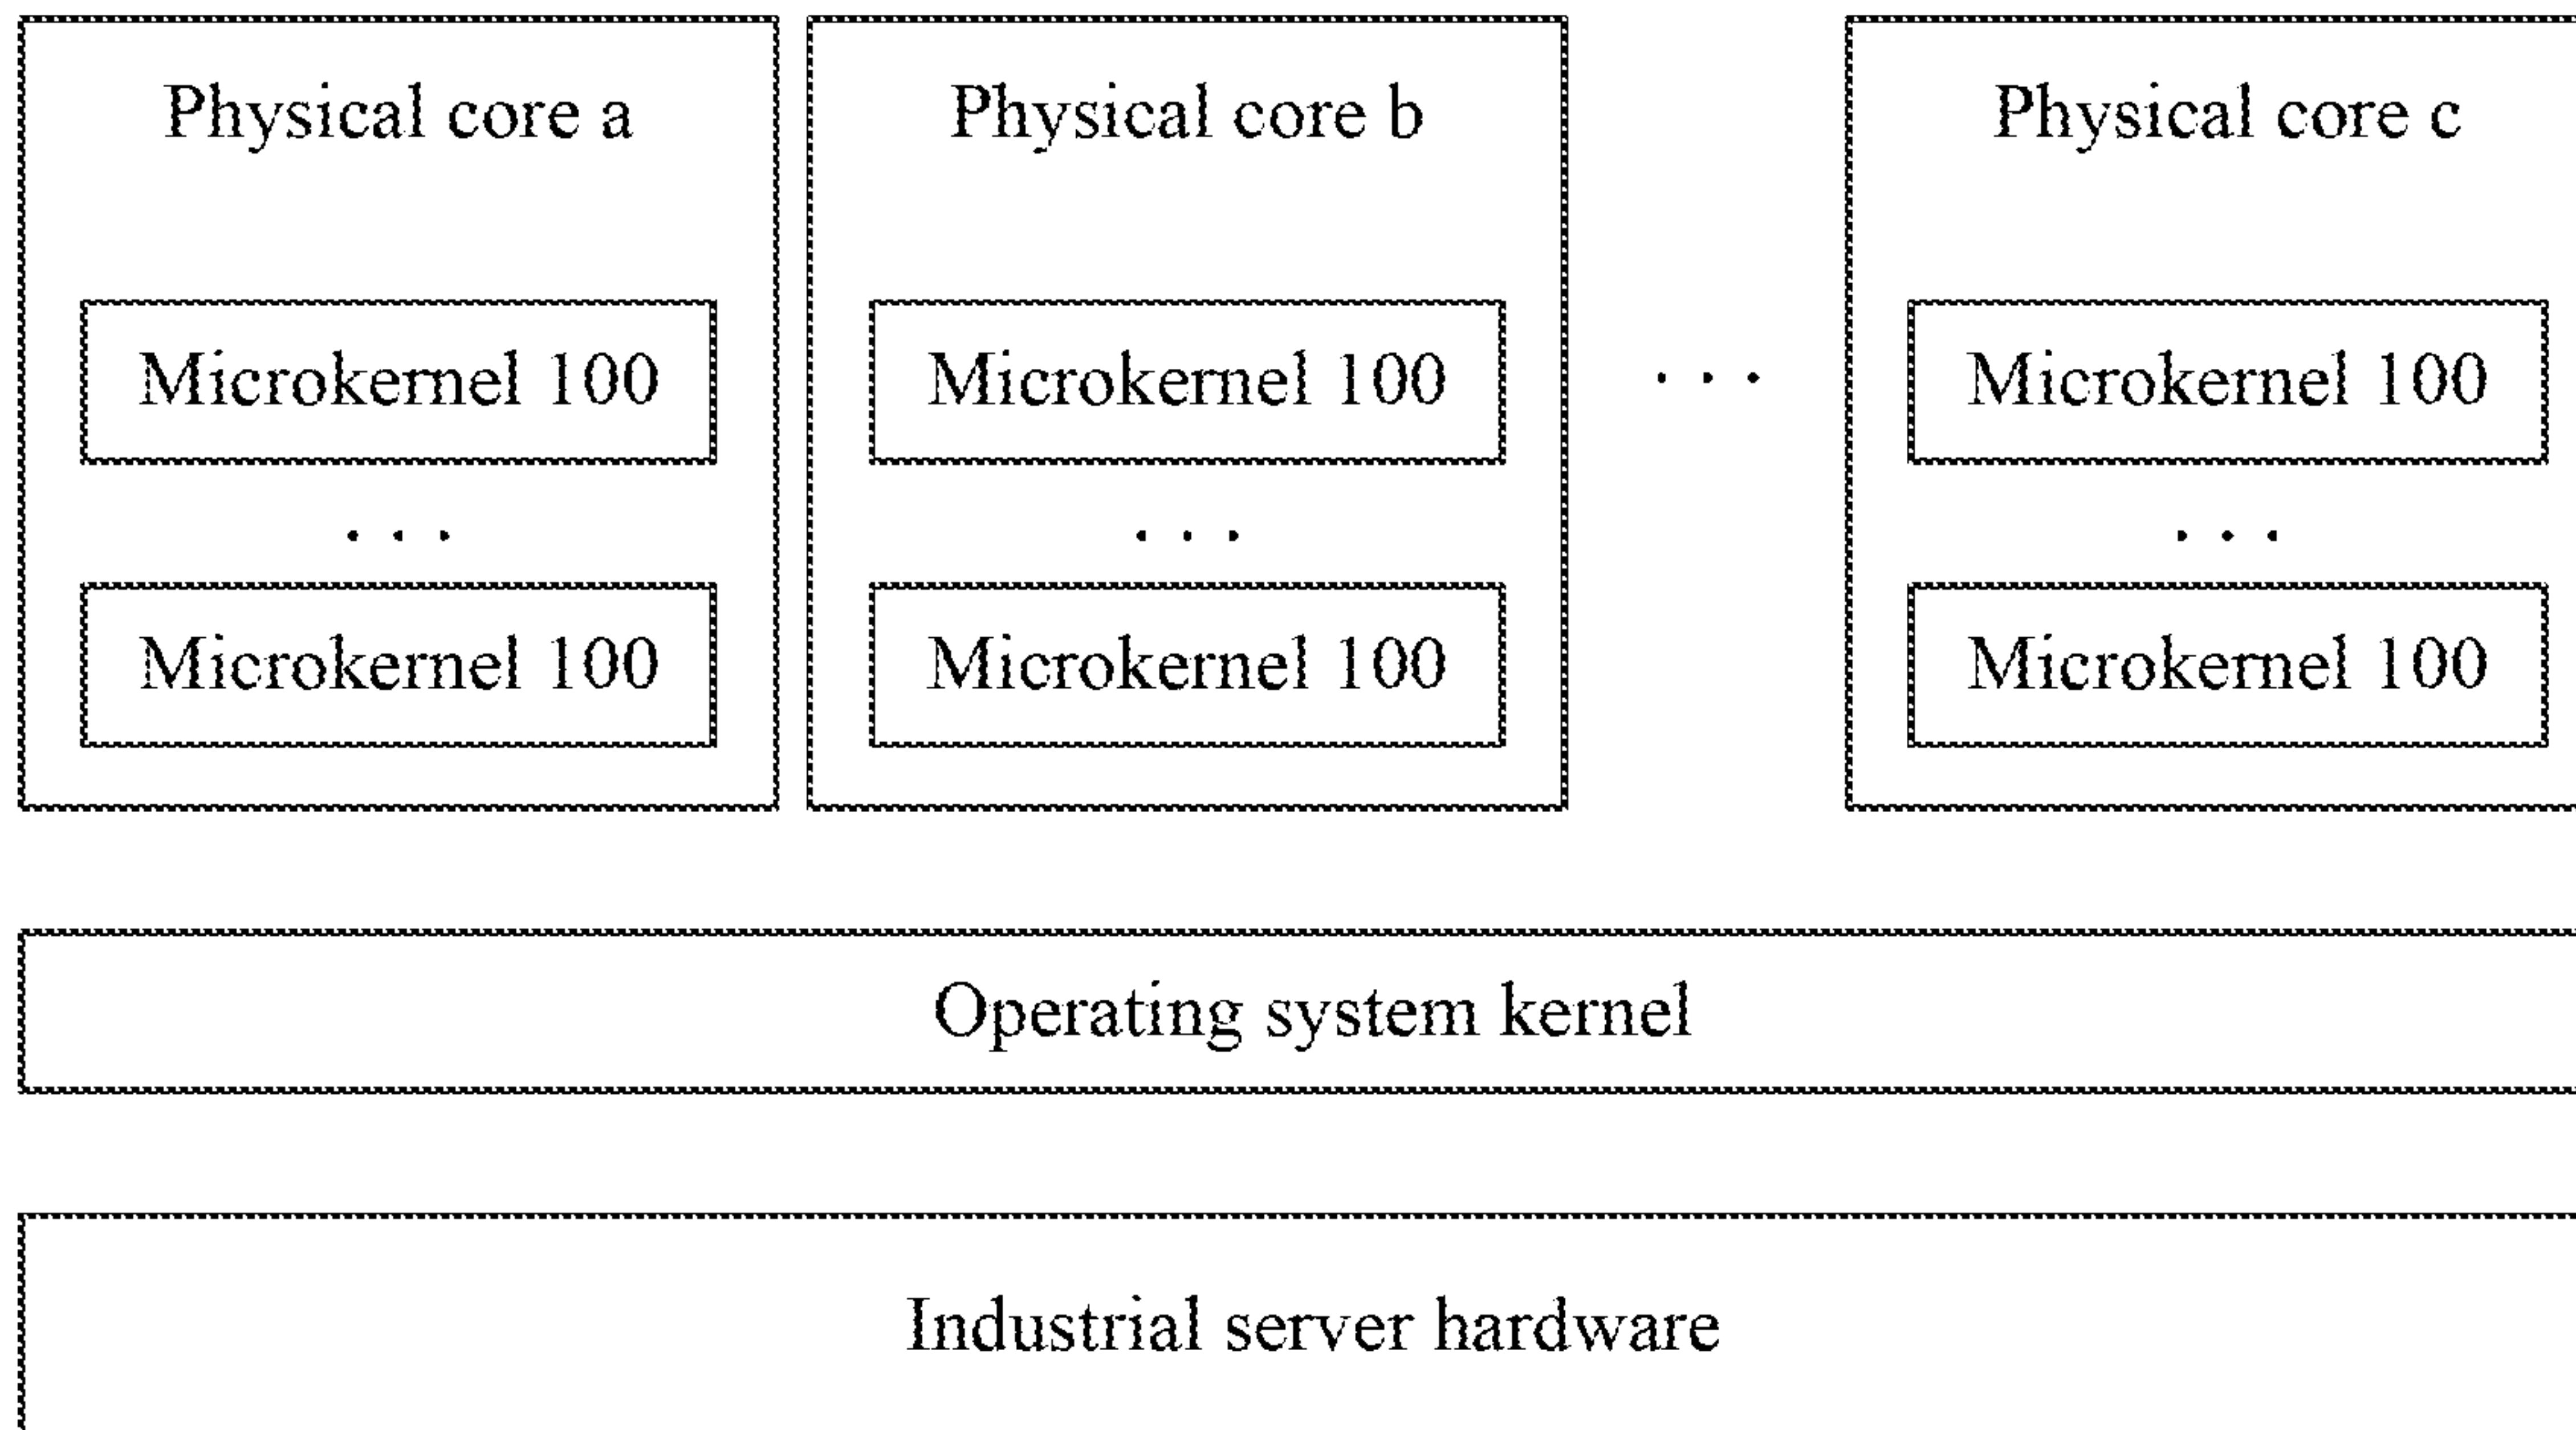 Physical core a
Physical core b
Physical core c
Microkernel 100
Microkernel 100
. . .
Microkernel 100
. . .
. . .
. . .
Microkernel 100
Microkernel 100
Microkernel 100
Operating system kernel
Industrial server hardware